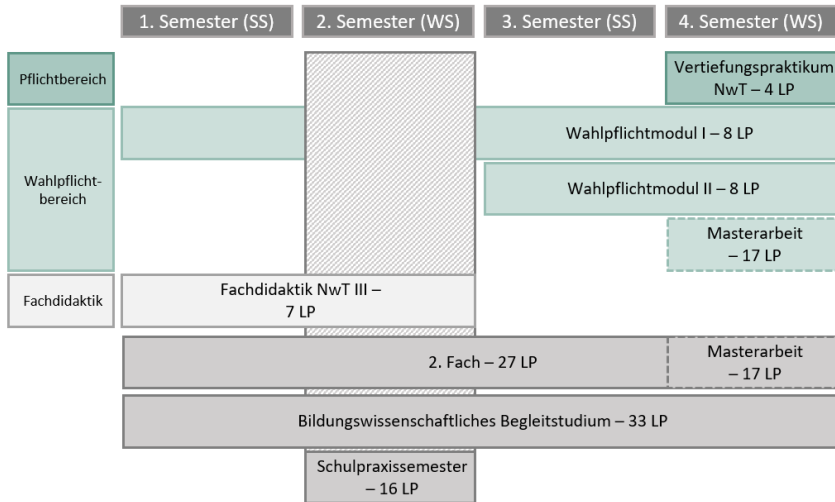 1. Semester (SS)
2. Semester (WS)
3. Semester (SS)
4. Semester (WS)
Pflichtbereich
Vertiefungspraktikum
NwT – 4 LP
Wahlpflicht-
bereich
Wahlpflichtmodul I – 8 LP
Wahlpflichtmodul II – 8 LP
Masterarbeit
– 17 LP
Fachdidaktik
Fachdidaktik NwT III –
7 LP
2. Fach – 27 LP
Masterarbeit
– 17 LP
Bildungswissenschaftliches Begleitstudium – 33 LP
Schulpraxissemester
– 16 LP